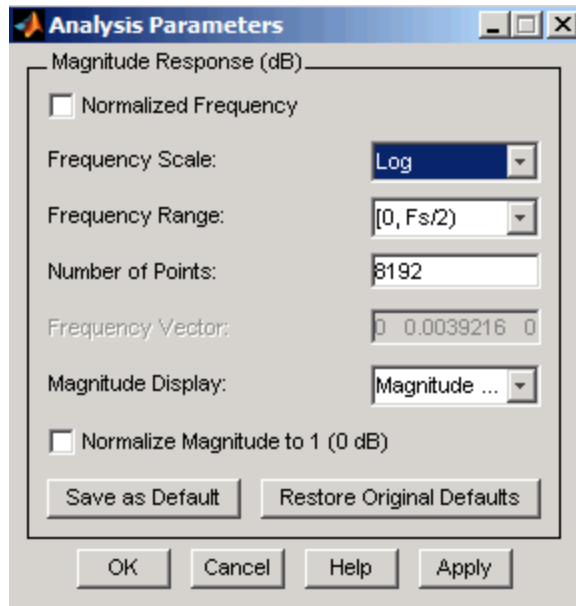 Analysis Parameters
Magnitude Response (dB)
Normalized Frequency
Frequency Scale: Log
Frequency Range: [0, Fs/2)
Number of Points: 8192
Frequency Vector: 0 0.0039216 0
Magnitude Display: Magnitude ...
Normalize Magnitude to 1 (0 dB)
Save as Default Restore Original Defaults
OK Cancel Help Apply